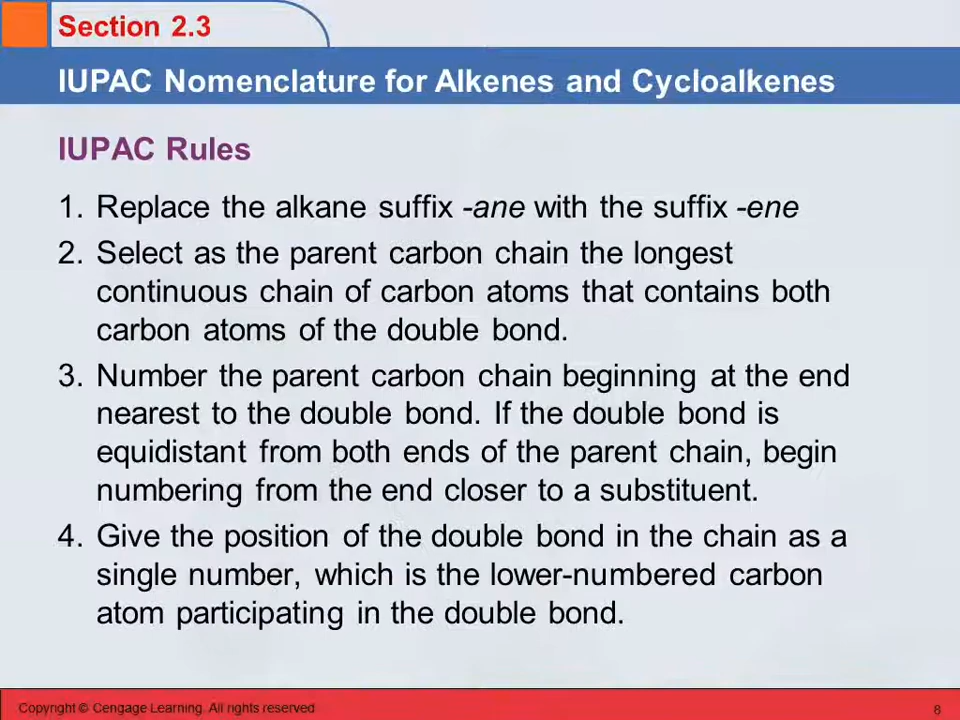 Section 2.3
IUPAC Nomenclature for Alkenes and Cycloalkenes
IUPAC Rules
1. Replace the alkane suffix -ane with the suffix -ene
2. Select as the parent carbon chain the longest
continuous chain of carbon atoms that contains both
carbon atoms of the double bond.
3. Number the parent carbon chain beginning at the end
nearest to the double bond. If the double bond is
equidistant from both ends of the parent chain, begin
numbering from the end closer to a substituent.
4. Give the position of the double bond in the chain as a
single number, which is the lower-numbered carbon
atom participating in the double bond.
Copyright © Cengage Learning. All rights reserved
8